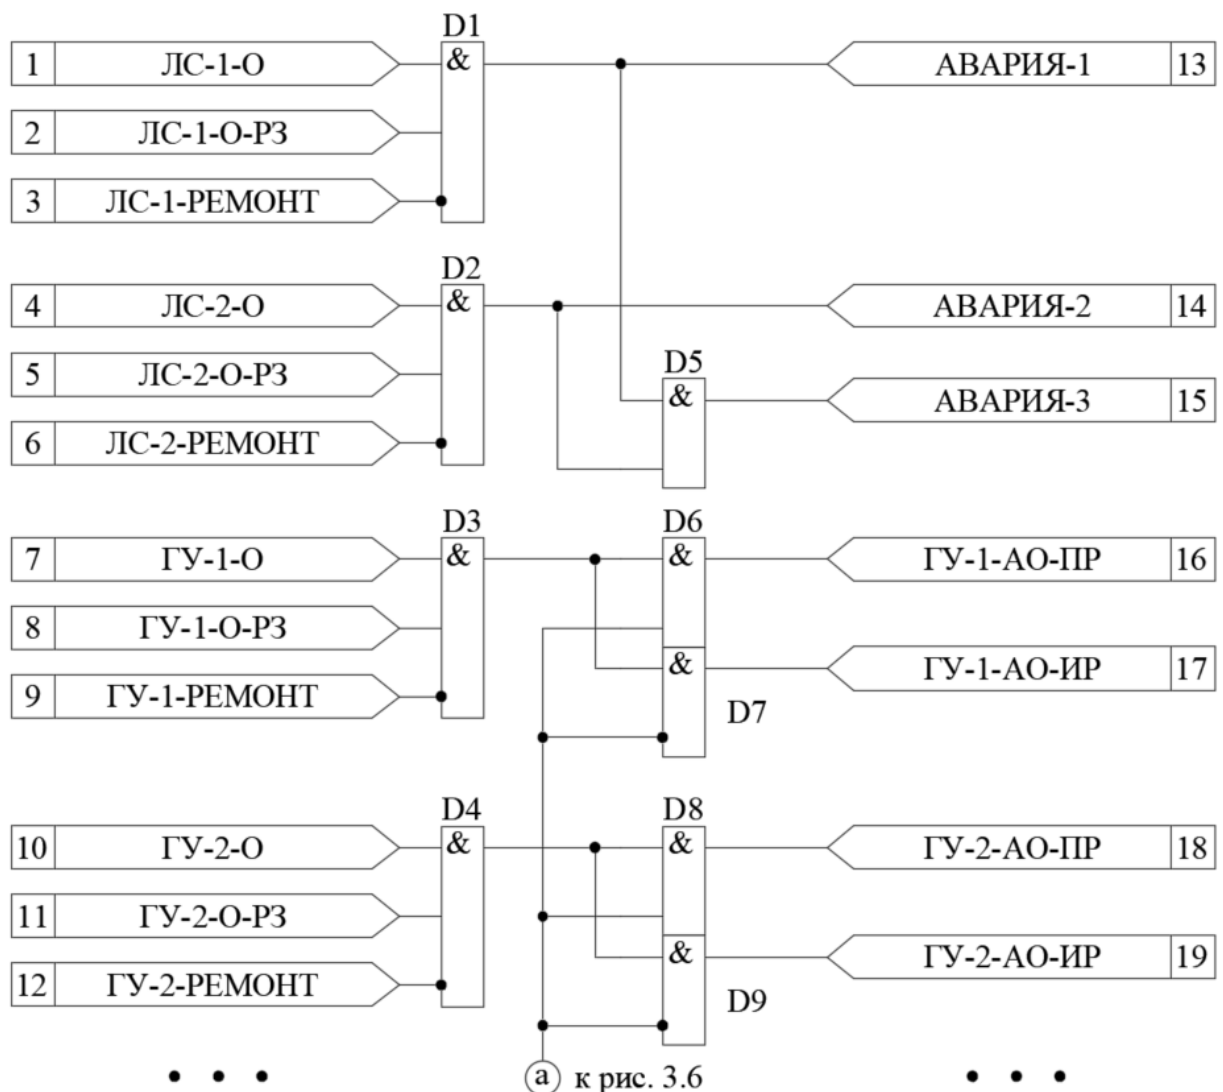 D1
1 ЛС-1-О & АВАРИЯ-1 13
2 ЛС-1-О-РЗ
3 ЛС-1-РЕМОНТ
D2
4 ЛС-2-О & АВАРИЯ-2 14
5 ЛС-2-О-РЗ D5
& АВАРИЯ-3 15
6 ЛС-2-РЕМОНТ
D3 D6
7 ГУ-1-О & & ГУ-1-АО-ПР 16
8 ГУ-1-О-РЗ
& ГУ-1-АО-ИР 17
9 ГУ-1-РЕМОНТ
D7
D4 D8
10 ГУ-2-О & & ГУ-2-АО-ПР 18
11 ГУ-2-О-РЗ
& ГУ-2-АО-ИР 19
12 ГУ-2-РЕМОНТ
D9
• • • а к рис. 3.6 • • •